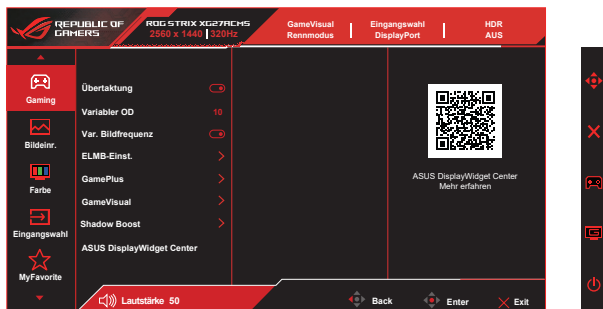 REPUBLIC OF
GAMERS
ROG STRIX XG27ACMS
2560 x 1440 320Hz
GameVisual
Rennmodus
Eingangswahl
DisplayPort
HDR
AUS
Gaming
Bildeinr.
Farbe
Eingangswahl
MyFavorite
Übertaktung
Variabler OD 10
Var. Bildfrequenz
ELMB-Einst.
GamePlus
GameVisual
Shadow Boost
ASUS DisplayWidget Center
ASUS DisplayWidget Center
Mehr erfahren
Lautstärke 50
Back
Enter
Exit